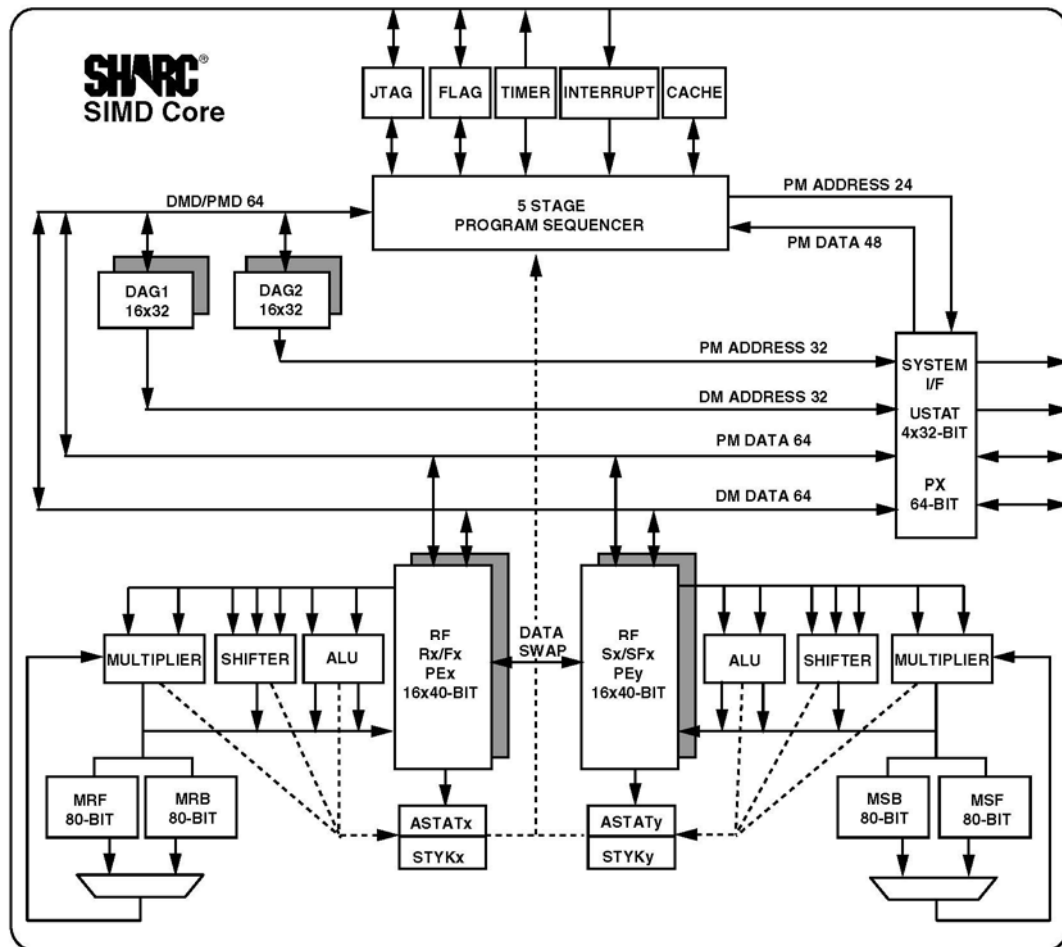 SHARC®
SIMD Core
JTAG
FLAG
TIMER
INTERRUPT
CACHE
5 STAGE
PROGRAM SEQUENCER
PM ADDRESS 24
PM DATA 48
DMD/PMD 64
DAG1
16x32
DAG2
16x32
PM ADDRESS 32
DM ADDRESS 32
PM DATA 64
DM DATA 64
SYSTEM
I/F
USTAT
4x32-BIT
PX
64-BIT
MULTIPLIER
SHIFTER
ALU
RF
Rx/Fx
PEx
16x40-BIT
DATA
SWAP
RF
Sx/SFx
PEy
16x40-BIT
ALU
SHIFTER
MULTIPLIER
MRF
80-BIT
MRB
80-BIT
ASTATx
STYKx
ASTATy
STYKy
MSB
80-BIT
MSF
80-BIT